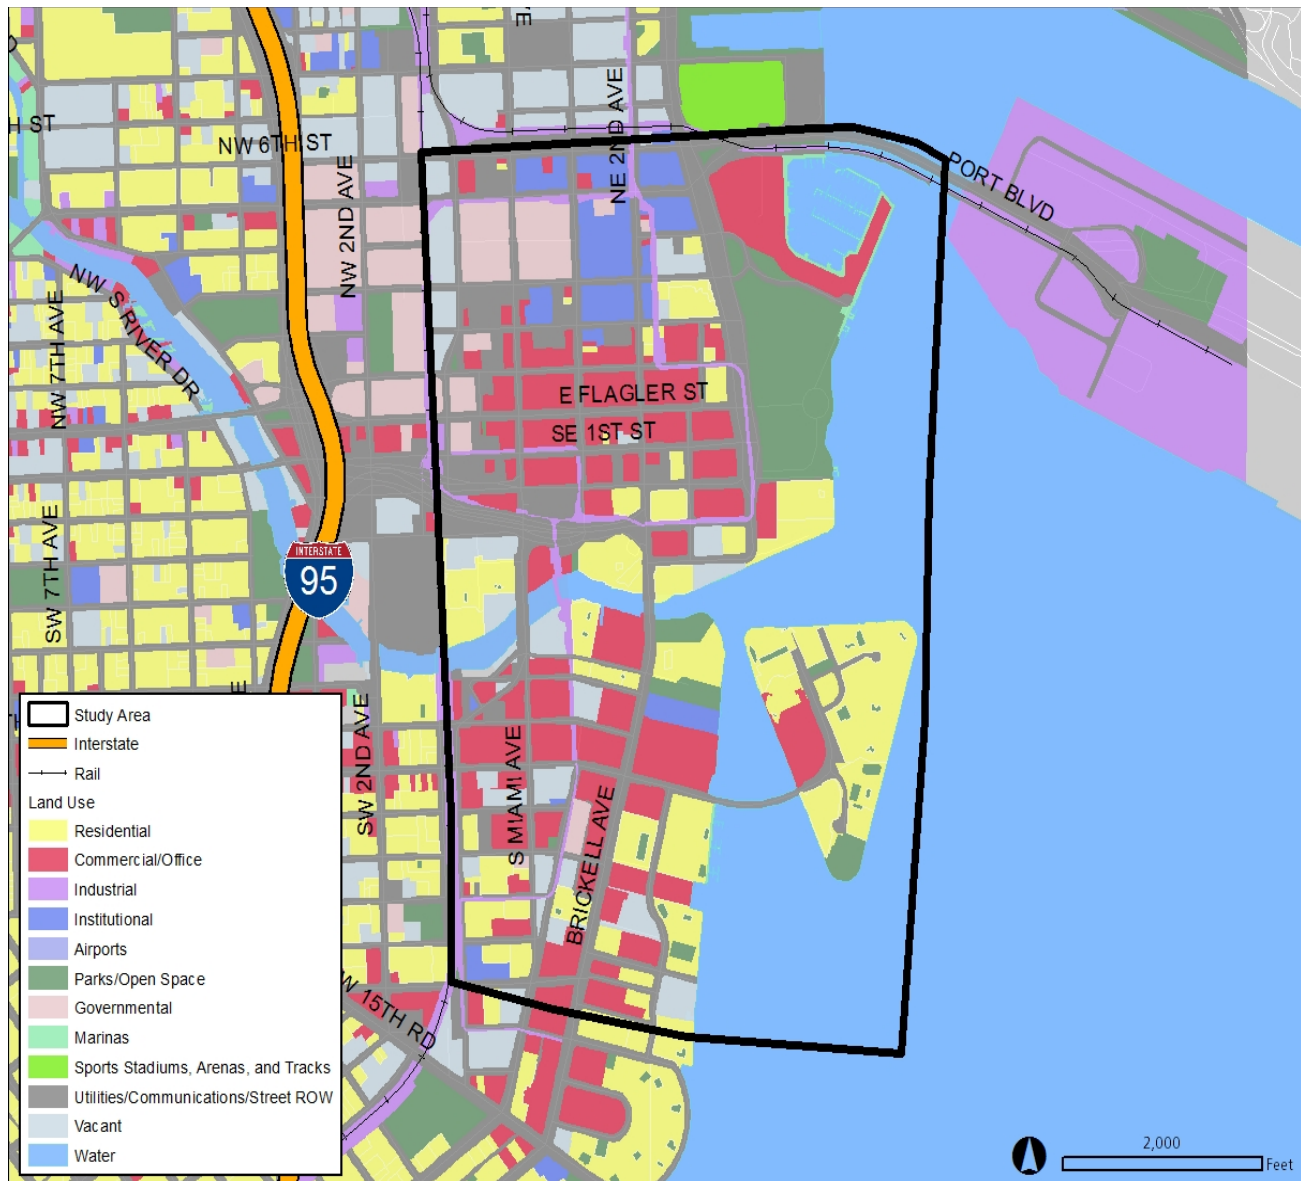 NW 6TH ST
NW 2ND AVE
NE 2ND AVE
PORT BLVD
NW S RIVER DR
NW 7TH AVE
E FLAGLER ST
SE 1ST ST
SW 7TH AVE
INTERSTATE
95
SW 2ND AVE
S MIAMI AVE
BRICKELL AVE
W 15TH RD
Study Area
Interstate
Rail
Land Use
Residential
Commercial/Office
Industrial
Institutional
Airports
Parks/Open Space
Governmental
Marinas
Sports Stadiums, Arenas, and Tracks
Utilities/Communications/Street ROW
Vacant
Water
2,000
Feet